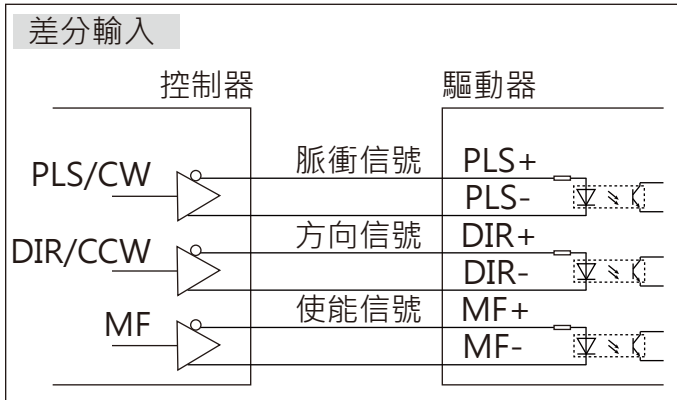 差分輸入
控制器 驅動器
PLS/CW 脈衝信號 PLS+
PLS-
DIR/CCW 方向信號 DIR+
DIR-
MF 使能信號 MF+
MF-